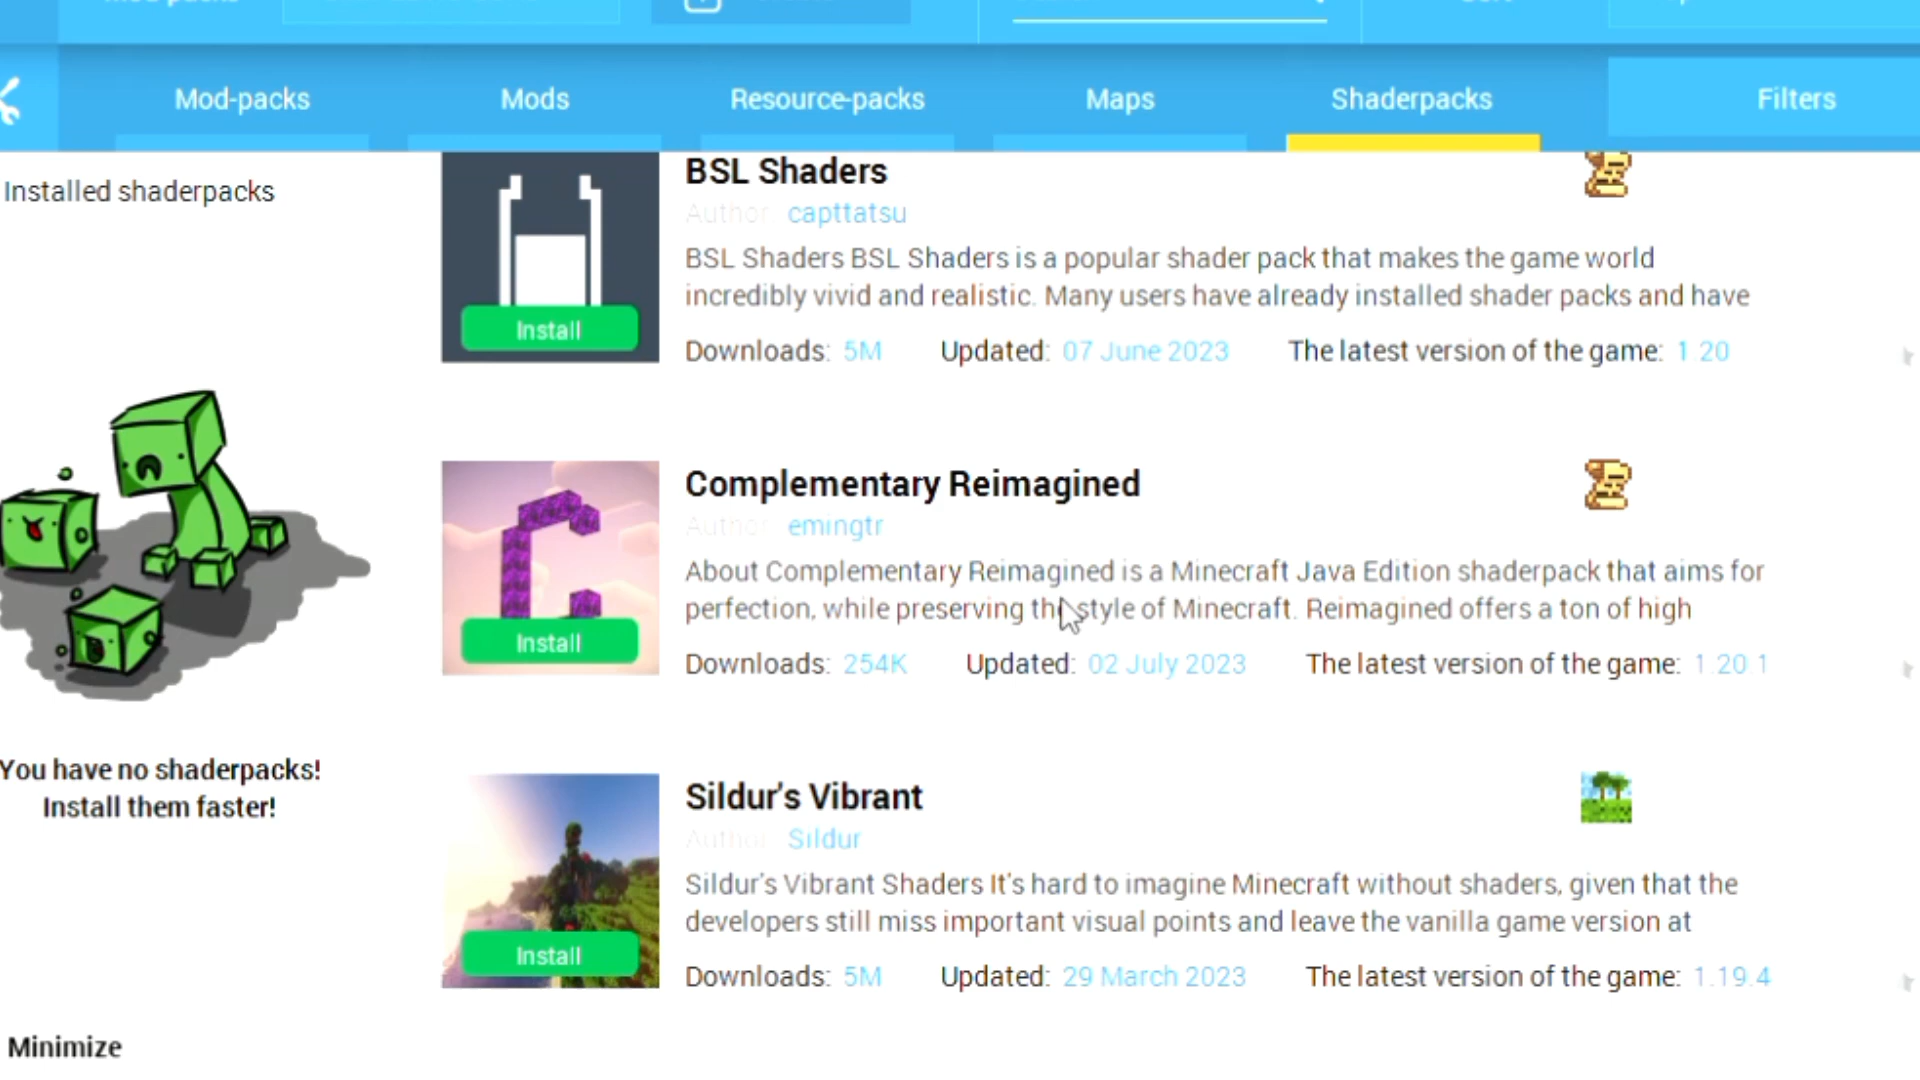 Mod-packs
Mod-packs Mods Resource-packs Maps Shaderpacks Filters
Installed shaderpacks
You have no shaderpacks!
Install them faster!
Minimize
BSL Shaders
Author capttatsu
BSL Shaders BSL Shaders is a popular shader pack that makes the game world
incredibly vivid and realistic. Many users have already installed shader packs and have
Install
Downloads: 5M Updated: 07 June 2023 The latest version of the game: 1 20
Complementary Reimagined
Author emingtr
About Complementary Reimagined is a Minecraft Java Edition shaderpack that aims for
perfection, while preserving the style of Minecraft. Reimagined offers a ton of high
Install
Downloads: 254K Updated: 02 July 2023 The latest version of the game: 1.20 1
Sildur's Vibrant
Author Sildur
Sildur's Vibrant Shaders It's hard to imagine Minecraft without shaders, given that the
developers still miss important visual points and leave the vanilla game version at
Install
Downloads: 5M Updated: 29 March 2023 The latest version of the game: 1.19.4